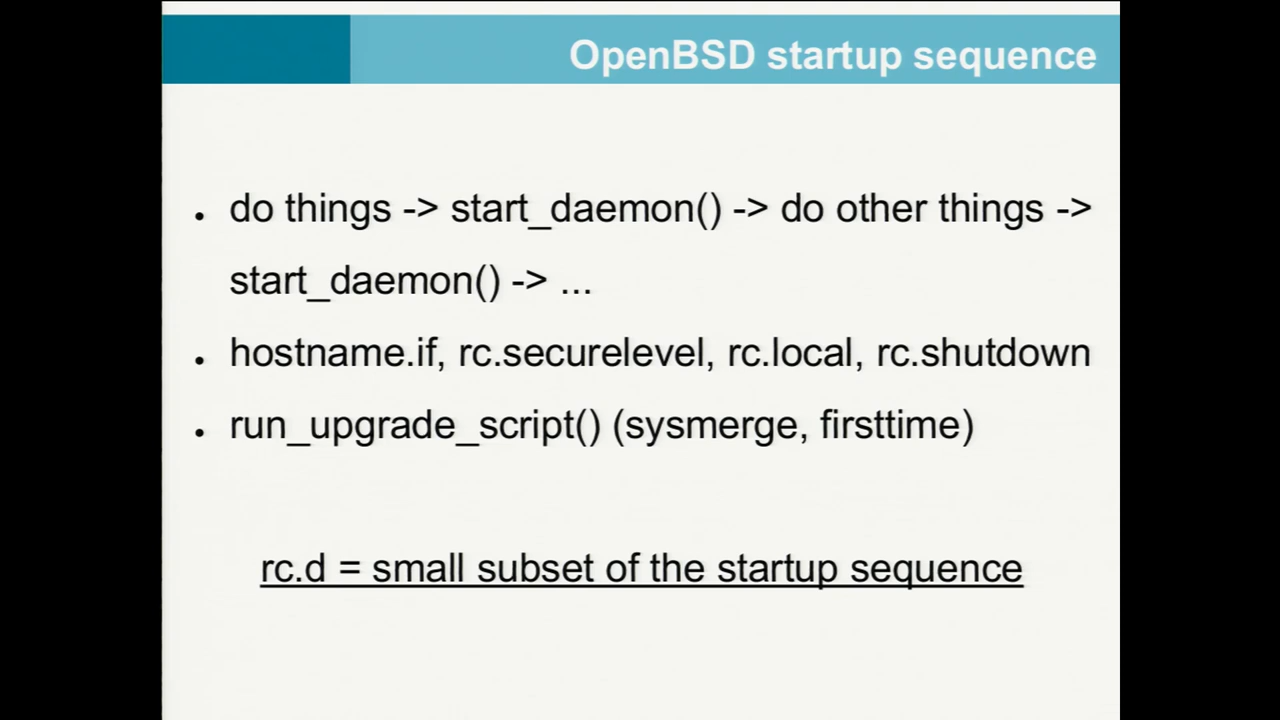 OpenBSD startup sequence
● do things -> start_daemon() -> do other things ->
start_daemon() -> ...
● hostname.if, rc.securelevel, rc.local, rc.shutdown
● run_upgrade_script() (sysmerge, firsttime)
rc.d = small subset of the startup sequence